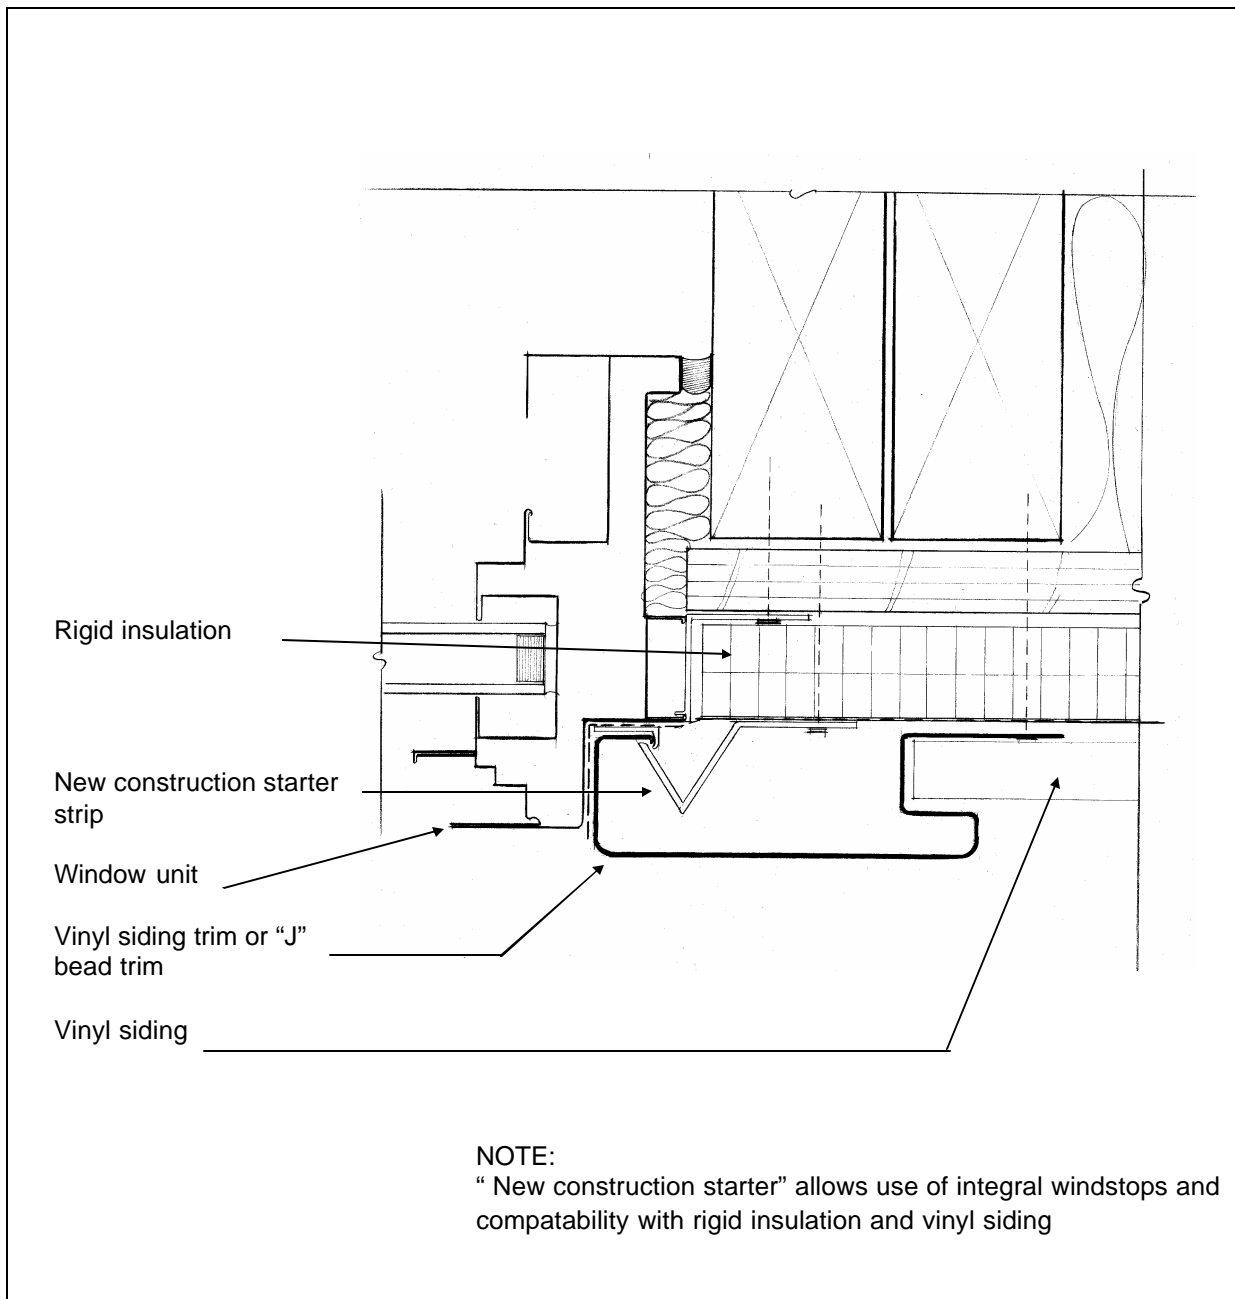 Rigid insulation
New construction starter
strip
Window unit
Vinyl siding trim or “J”
bead trim
Vinyl siding
NOTE:
“ New construction starter” allows use of integral windstops and
compatability with rigid insulation and vinyl siding